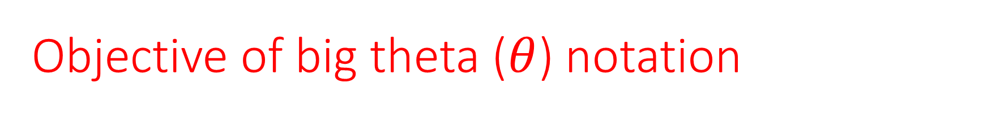 Objective of big theta (𝜃) notation